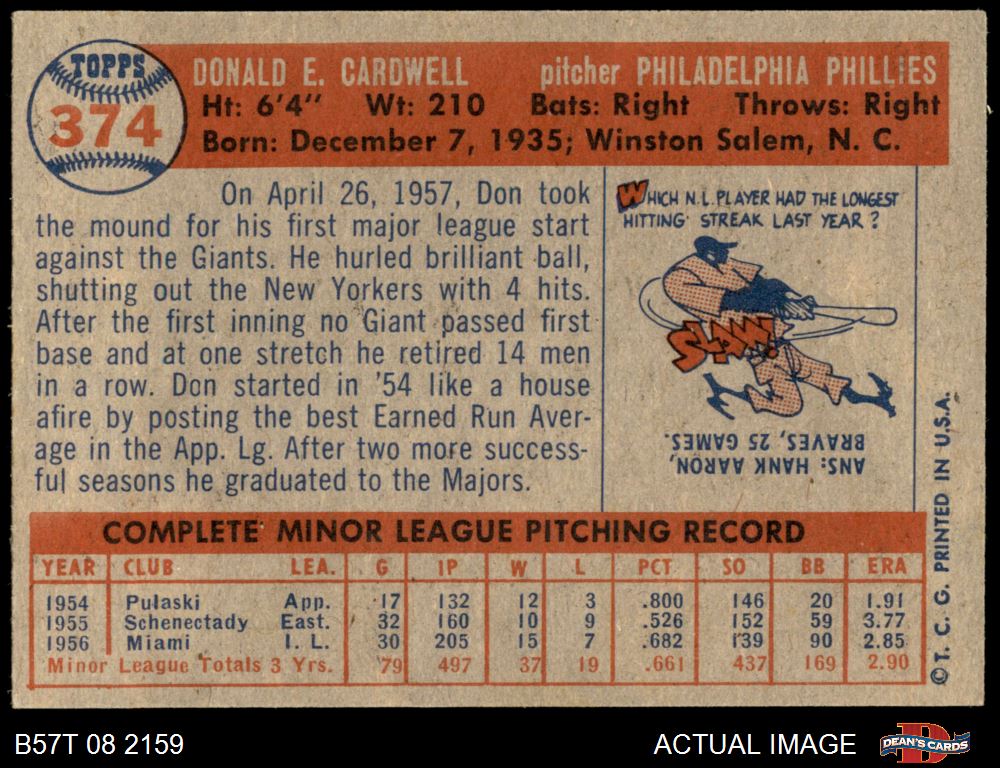 TOPPS
374
DONALD E. CARDWELL pitcher PHILADELPHIA PHILLIES
Ht: 6'4" Wt: 210 Bats: Right Throws: Right
Born: December 7, 1935; Winston Salem, N. C.
On April 26, 1957, Don took
the mound for his first major league start
against the Giants. He hurled brilliant ball,
shutting out the New Yorkers with 4 hits.
After the first inning no Giant passed first
base and at one stretch he retired 14 men
in a row. Don started in '54 like a house
afire by posting the best Earned Run Aver-
age in the App. Lg. After two more success-
ful seasons he graduated to the Majors.
WHICH N.L. PLAYER HAD THE LONGEST
HITTING STREAK LAST YEAR?
SLAM!
ANS: HANK AARON,
BRAVES, 25 GAMES.
COMPLETE MINOR LEAGUE PITCHING RECORD
YEAR CLUB LEA. G IP W L PCT SO BB ERA
1954 Pulaski App. 17 132 12 3 .800 146 20 1.91
1955 Schenectady East. 32 160 10 9 .526 152 59 3.77
1956 Miami I. L. 30 205 15 7 .682 139 90 2.85
Minor League Totals 3 Yrs. 79 497 37 19 .661 437 169 2.90
© T. C. G. PRINTED IN U.S.A.
B57T 08 2159 ACTUAL IMAGE
D
DEAN'S CARDS